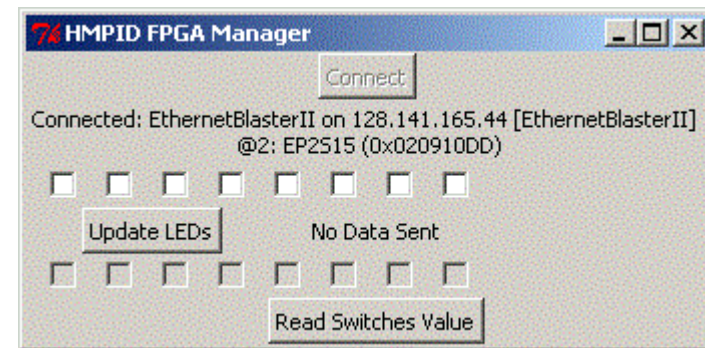 HMPID FPGA Manager
Connect
Connected: EthernetBlasterII on 128.141.165.44 [EthernetBlasterII]
@2: EP2S15 (0x020910DD)
Update LEDs No Data Sent
Read Switches Value